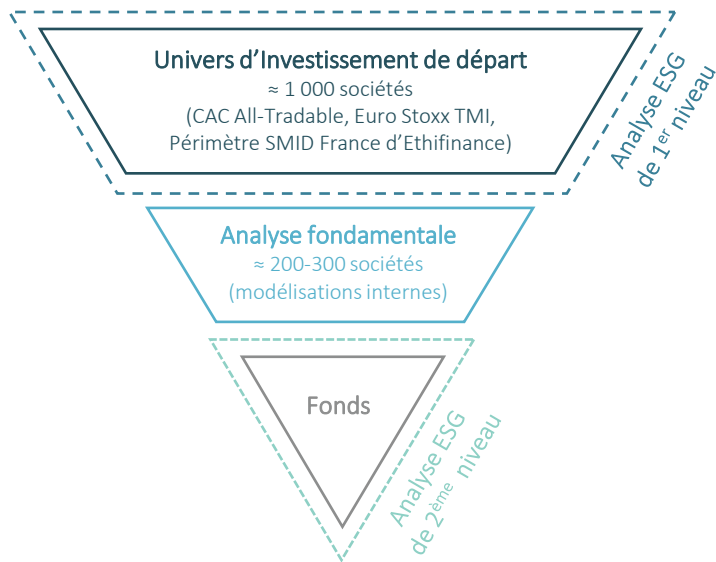 Univers d’Investissement de départ
≈ 1 000 sociétés
(CAC All-Tradable, Euro Stoxx TMI,
Périmètre SMID France d’Ethifinance)
Analyse ESG
de 1er niveau
Analyse fondamentale
≈ 200-300 sociétés
(modélisations internes)
Fonds
Analyse ESG
de 2ème niveau